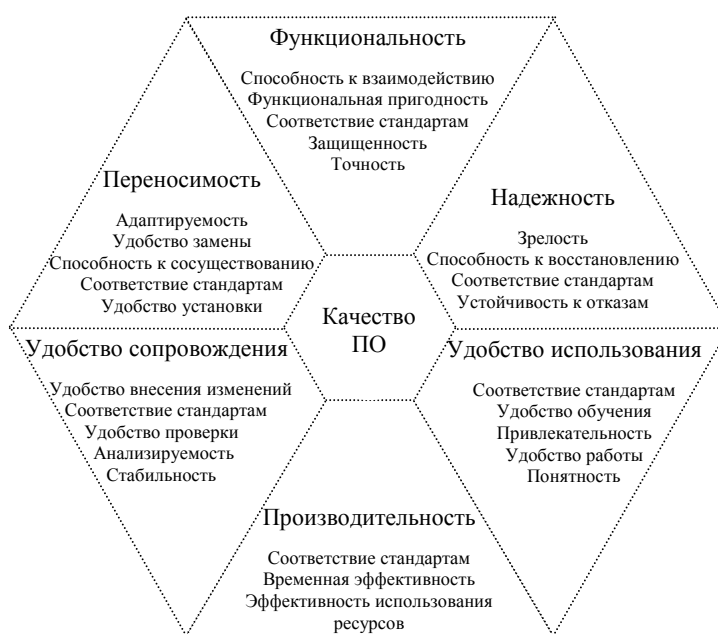 Функциональность
Способность к взаимодействию
Функциональная пригодность
Соответствие стандартам
Защищенность
Точность
Переносимость
Адаптируемость
Удобство замены
Способность к сосуществованию
Соответствие стандартам
Удобство установки
Надежность
Зрелость
Способность к восстановлению
Соответствие стандартам
Устойчивость к отказам
Качество
ПО
Удобство сопровождения
Удобство внесения изменений
Соответствие стандартам
Удобство проверки
Анализируемость
Стабильность
Удобство использования
Соответствие стандартам
Удобство обучения
Привлекательность
Удобство работы
Понятность
Производительность
Соответствие стандартам
Временная эффективность
Эффективность использования
ресурсов